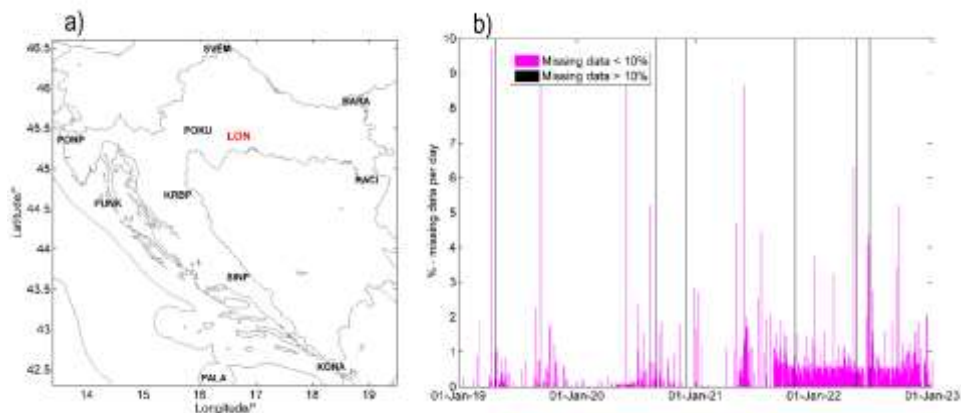 a)
46.5
46
45.5
45
44.5
44
43.5
43
42.5
Latitude/°
SVEM
BARA
POKU
LON
PONP
RACI
KRBP
PUNK
SINP
KONA
PALA
14
15
16
17
18
19
Longitude/°
b)
10
9
8
7
6
5
4
3
2
1
0
% - missing data per day
Missing data < 10%
Missing data > 10%
01-Jan-19
01-Jan-20
01-Jan-21
01-Jan-22
01-Jan-23